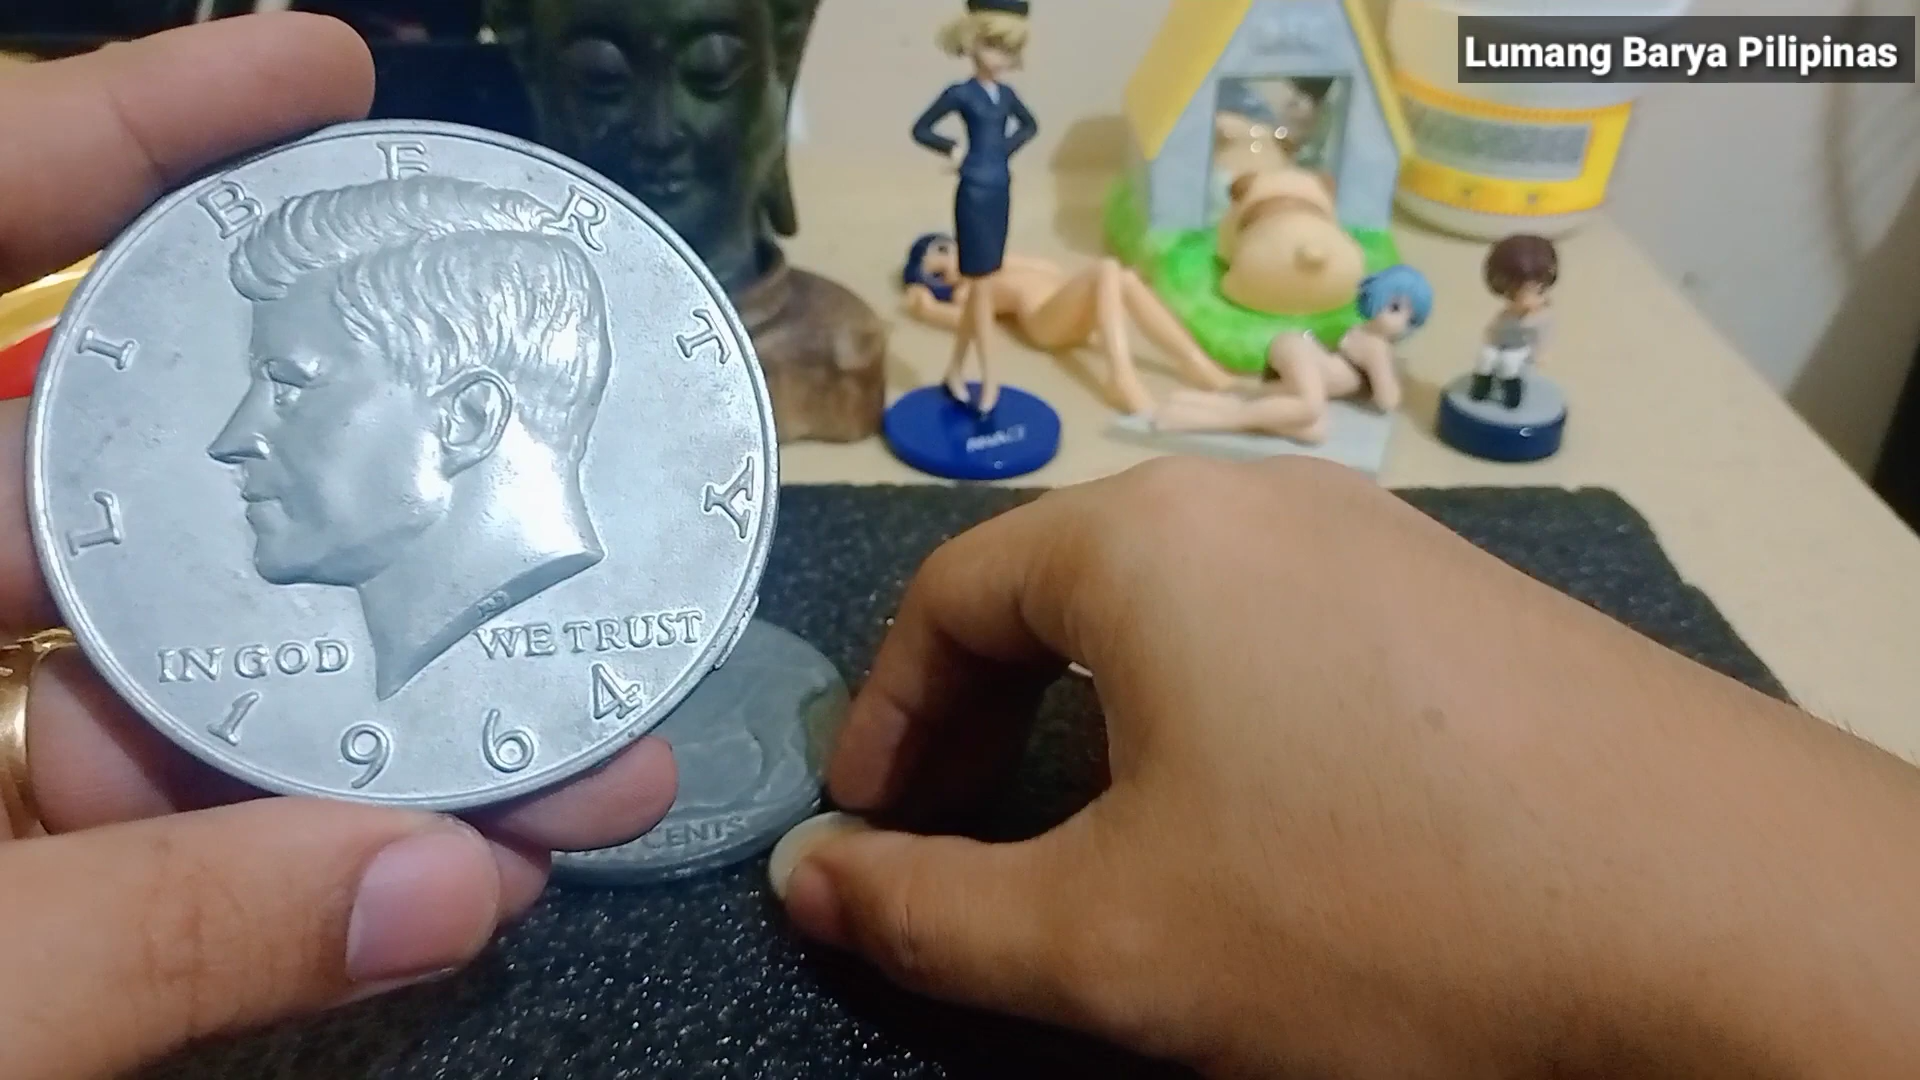 Lumang Barya Pilipinas
LIBERTY
IN GOD WE TRUST
1964
CENTS